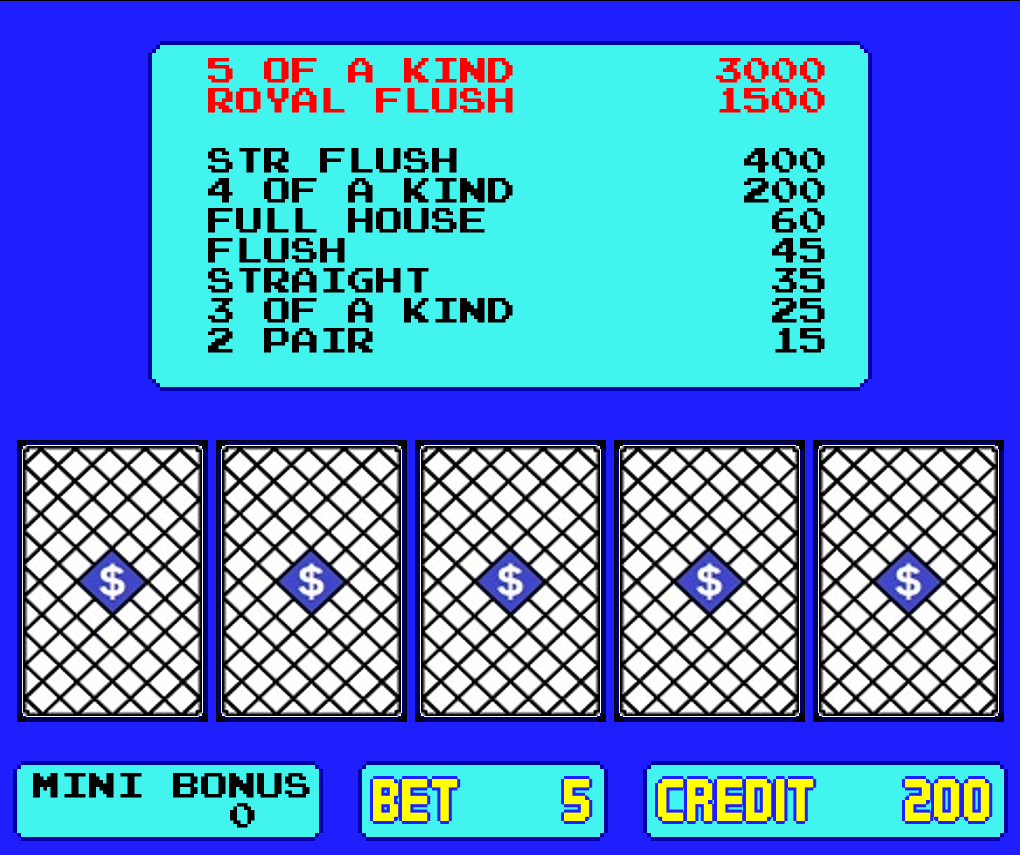 5 OF A KIND 3000
ROYAL FLUSH 1500
STR FLUSH 400
4 OF A KIND 200
FULL HOUSE 60
FLUSH 45
STRAIGHT 35
3 OF A KIND 25
2 PAIR 15
$ $ $ $ $
MINI BONUS
0
BET 5
CREDIT 200